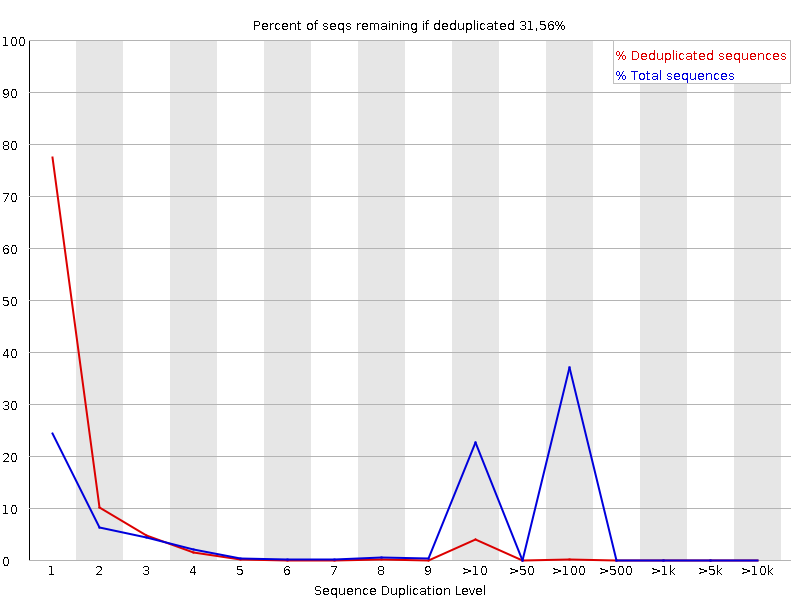 Percent of seqs remaining if deduplicated 31,56%
% Deduplicated sequences
% Total sequences
100
90
80
70
60
50
40
30
20
10
0
1 2 3 4 5 6 7 8 9 >10 >50 >100 >500 >1k >5k >10k
Sequence Duplication Level